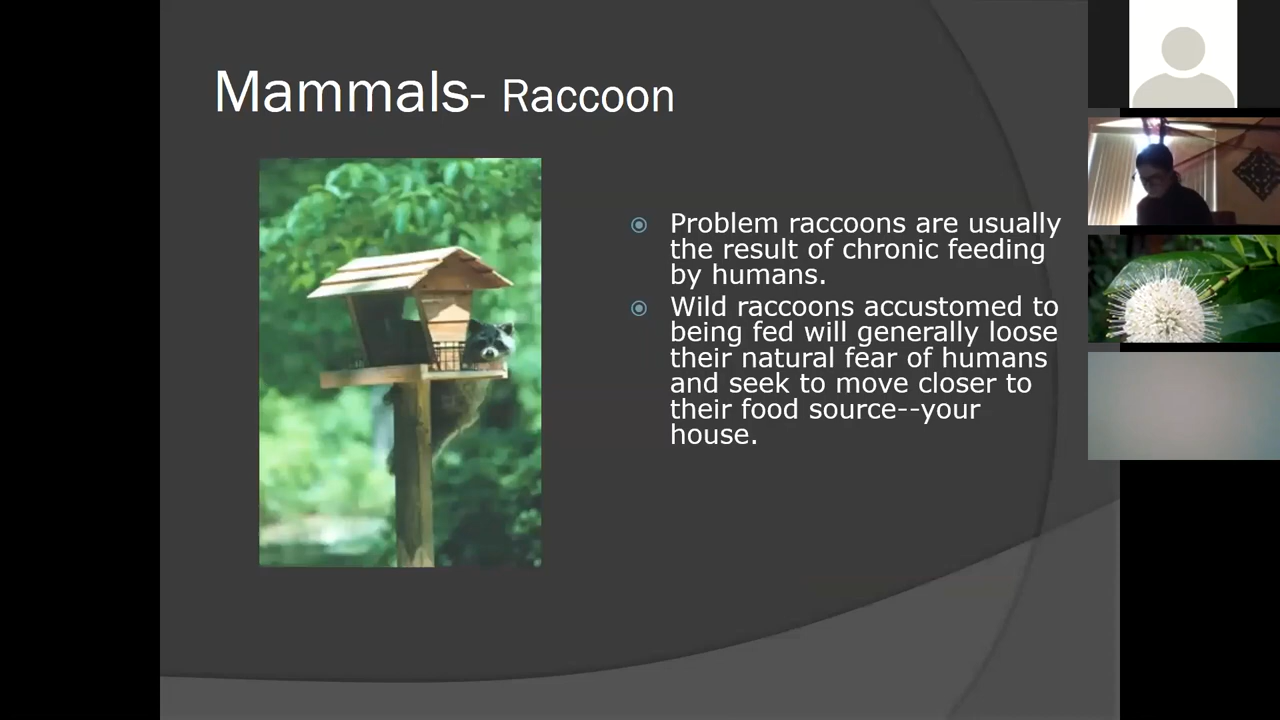 Mammals- Raccoon
Problem raccoons are usually
the result of chronic feeding
by humans.
Wild raccoons accustomed to
being fed will generally loose
their natural fear of humans
and seek to move closer to
their food source--your
house.